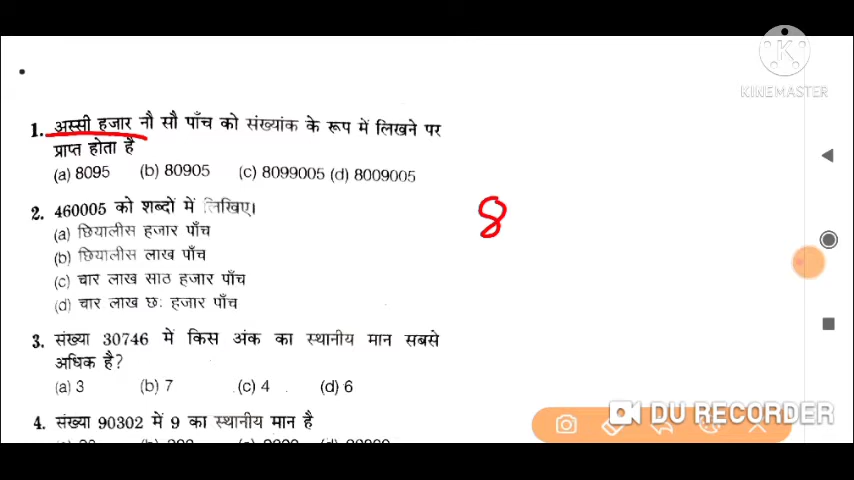 KINEMASTER
1. अस्सी हजार नौ सौ पाँच को संख्यांक के रूप में लिखने पर
प्राप्त होता है
(a) 8095 (b) 80905 (c) 8099005 (d) 8009005
2. 460005 को शब्दों में लिखिए।
8
(a) छियालीस हजार पाँच
(b) छियालीस लाख पाँच
(c) चार लाख साठ हजार पाँच
(d) चार लाख छः हजार पाँच
3. संख्या 30746 में किस अंक का स्थानीय मान सबसे
अधिक है?
(a) 3 (b) 7 (c) 4 (d) 6
DU RECORDER
4. संख्या 90302 में 9 का स्थानीय मान है